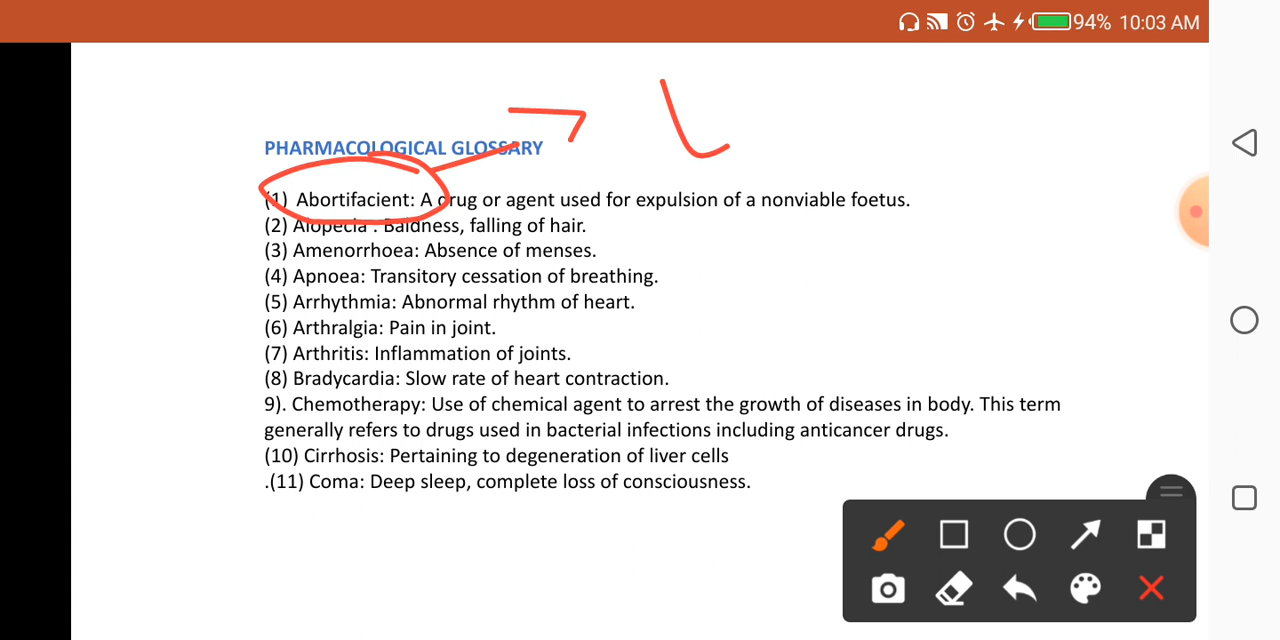 94% 10:03 AM
PHARMACOLOGICAL GLOSSARY
(1) Abortifacient: A drug or agent used for expulsion of a nonviable foetus.
(2) Alopecia : Baldness, falling of hair.
(3) Amenorrhoea: Absence of menses.
(4) Apnoea: Transitory cessation of breathing.
(5) Arrhythmia: Abnormal rhythm of heart.
(6) Arthralgia: Pain in joint.
(7) Arthritis: Inflammation of joints.
(8) Bradycardia: Slow rate of heart contraction.
9). Chemotherapy: Use of chemical agent to arrest the growth of diseases in body. This term
generally refers to drugs used in bacterial infections including anticancer drugs.
(10) Cirrhosis: Pertaining to degeneration of liver cells
.(11) Coma: Deep sleep, complete loss of consciousness.